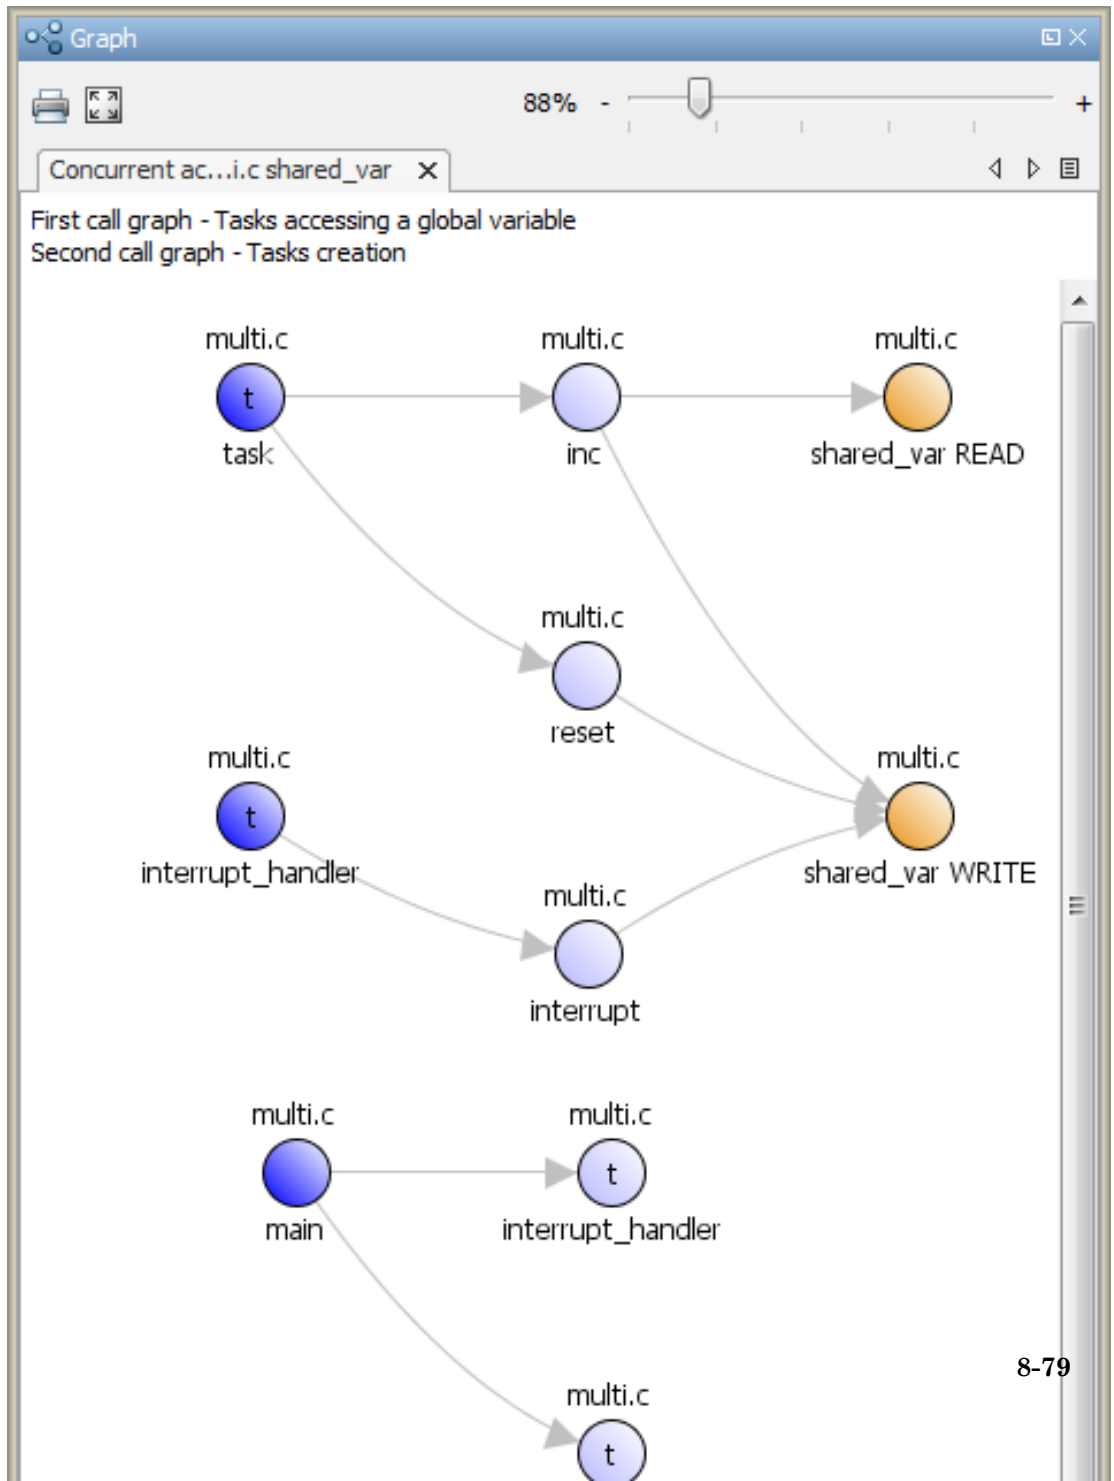 Graph
88% - +
Concurrent ac...i.c shared_var X
First call graph - Tasks accessing a global variable
Second call graph - Tasks creation
multi.c multi.c multi.c
t
task inc shared_var READ
multi.c
reset
multi.c multi.c
t
interrupt_handler shared_var WRITE
multi.c
interrupt
multi.c multi.c
t
main interrupt_handler
8-79
multi.c
t